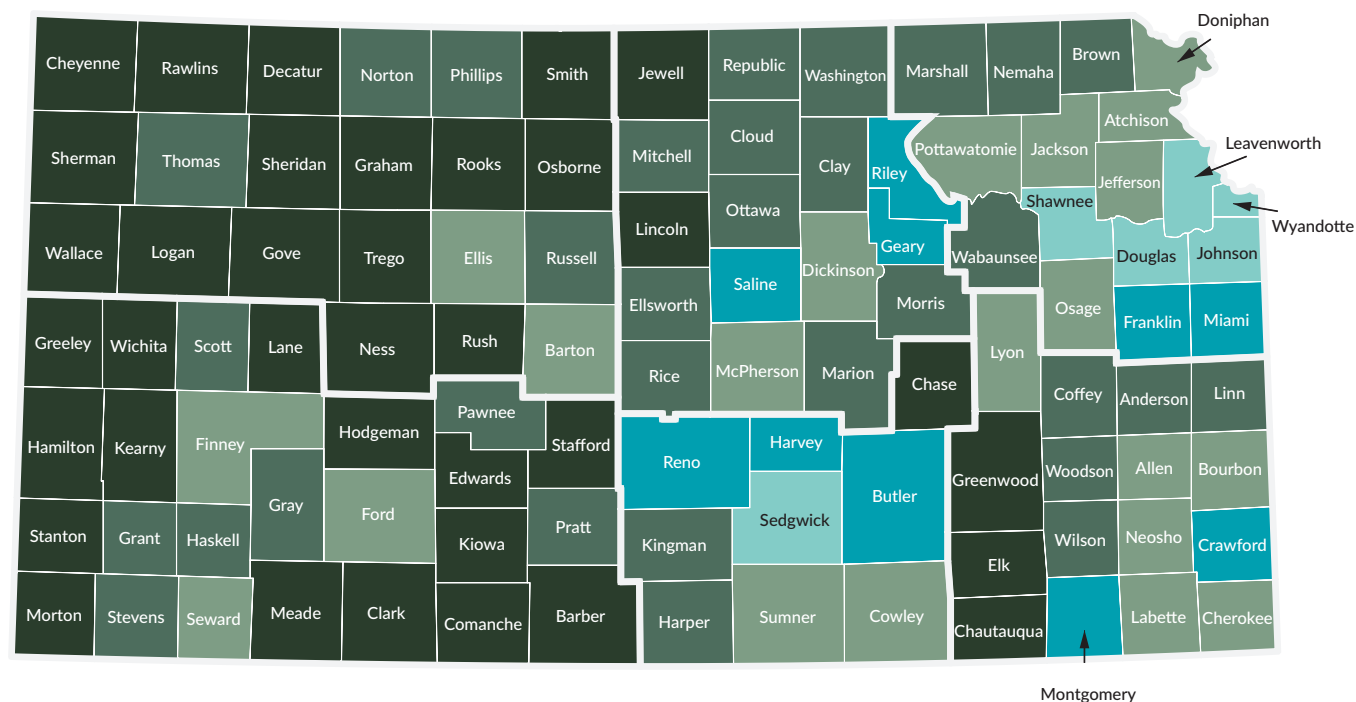 Doniphan
Cheyenne
Rawlins
Decatur
Norton
Phillips
Smith
Jewell
Republic
Washington
Marshall
Nemaha
Brown
Atchison
Leavenworth
Sherman
Thomas
Sheridan
Graham
Rooks
Osborne
Mitchell
Cloud
Clay
Riley
Pottawatomie
Jackson
Jefferson
Wyandotte
Shawnee
Wallace
Logan
Gove
Trego
Ellis
Russell
Lincoln
Ottawa
Saline
Dickinson
Geary
Wabaunsee
Douglas
Johnson
Ellsworth
Morris
Osage
Franklin
Miami
Greeley
Wichita
Scott
Lane
Ness
Rush
Barton
Rice
McPherson
Marion
Chase
Lyon
Coffey
Anderson
Linn
Hamilton
Kearny
Finney
Hodgeman
Pawnee
Stafford
Reno
Harvey
Butler
Greenwood
Woodson
Allen
Bourbon
Edwards
Gray
Ford
Sedgwick
Stanton
Grant
Haskell
Kiowa
Pratt
Kingman
Elk
Wilson
Neosho
Crawford
Morton
Stevens
Seward
Meade
Clark
Comanche
Barber
Harper
Sumner
Cowley
Chautauqua
Labette
Cherokee
Montgomery